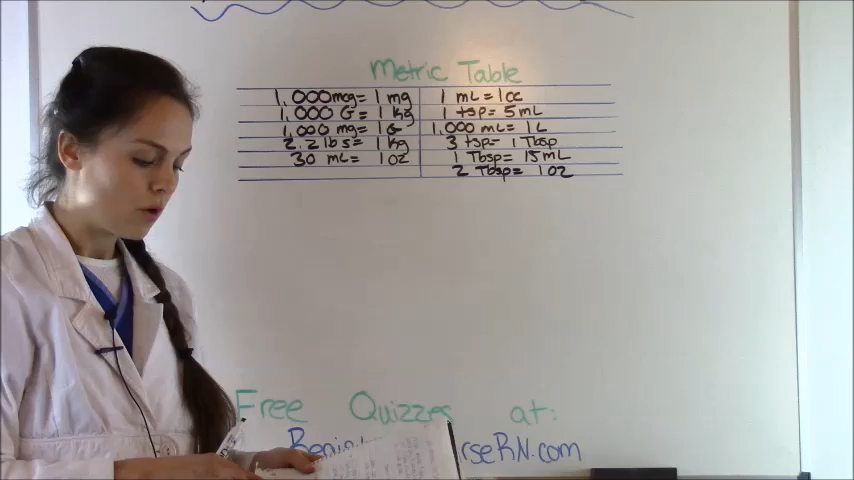 Metric Table
1,000mcg= 1 mg
1,000 G= 1 kg
1,000 mg= 1G
2.2 lbs= 1 kg
30 mL= 1oz
1 mL = 1cc
1 tsp= 5mL
1,000 mL= 1L
3 tsp= 1 Tbsp
1 Tbsp= 15mL
2 Tbsp= 1oz
Free Quizzes at:
rseRN.com